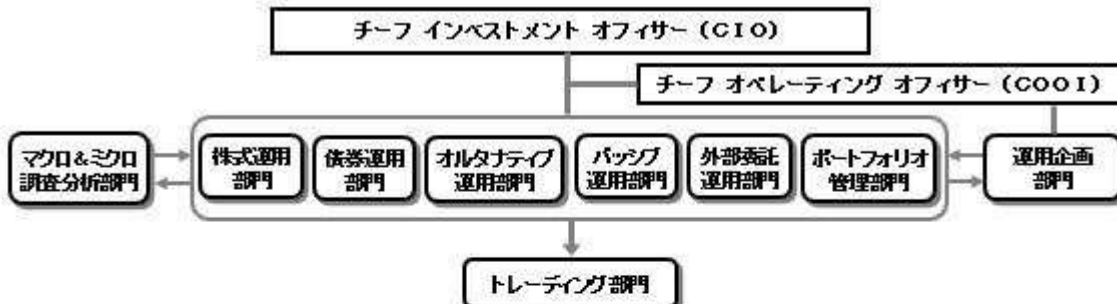 チーフ インベストメント オフィサー (CIO)
チーフ オペレーティング オフィサー (COOI)
マクロ&ミクロ
調査分析部門
株式運用
部門
債券運用
部門
オルタナティブ
運用部門
パッシブ
運用部門
外部委託
運用部門
ポートフォリオ
管理部門
運用企画
部門
トレーディング部門